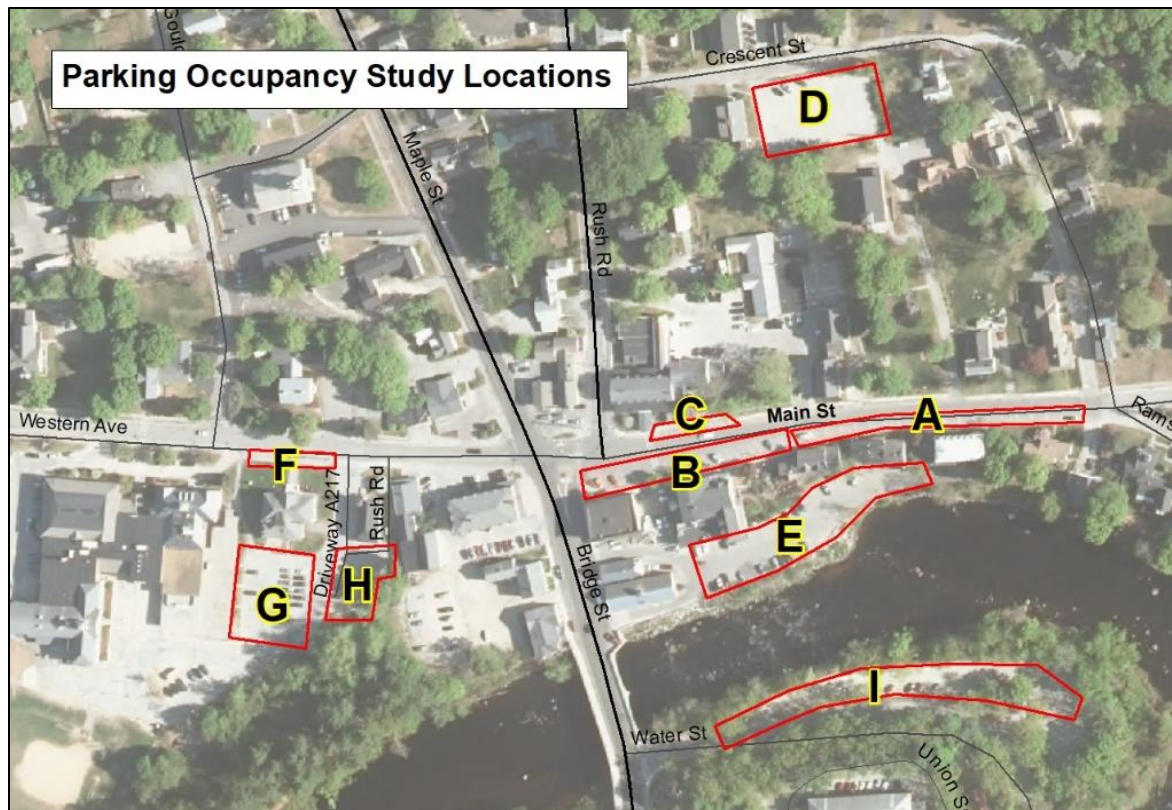 Goulc
Parking Occupancy Study Locations
Crescent St
D
Maple St
Rush Rd
C
Main St
A
Rams
Western Ave
F
B
Driveway A217
Rush Rd
E
G
H
Bridge St
I
Water St
Union S